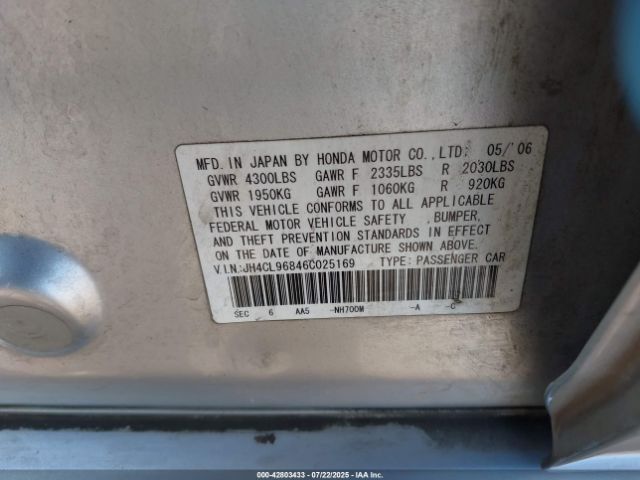 MFD. IN JAPAN BY HONDA MOTOR CO., LTD. 05/'06
GVWR 4300LBS GAWR F 2335LBS R 2030LBS
GVWR 1950KG GAWR F 1060KG R 920KG
THIS VEHICLE CONFORMS TO ALL APPLICABLE
FEDERAL MOTOR VEHICLE SAFETY , BUMPER,
AND THEFT PREVENTION STANDARDS IN EFFECT
ON THE DATE OF MANUFACTURE SHOWN ABOVE.
V.I.N.:JH4CL96846C025169 TYPE: PASSENGER CAR
SEC 6 AA5 -NH700M -A -C
000-42803433 - 07/22/2025 - IAAI, Inc.